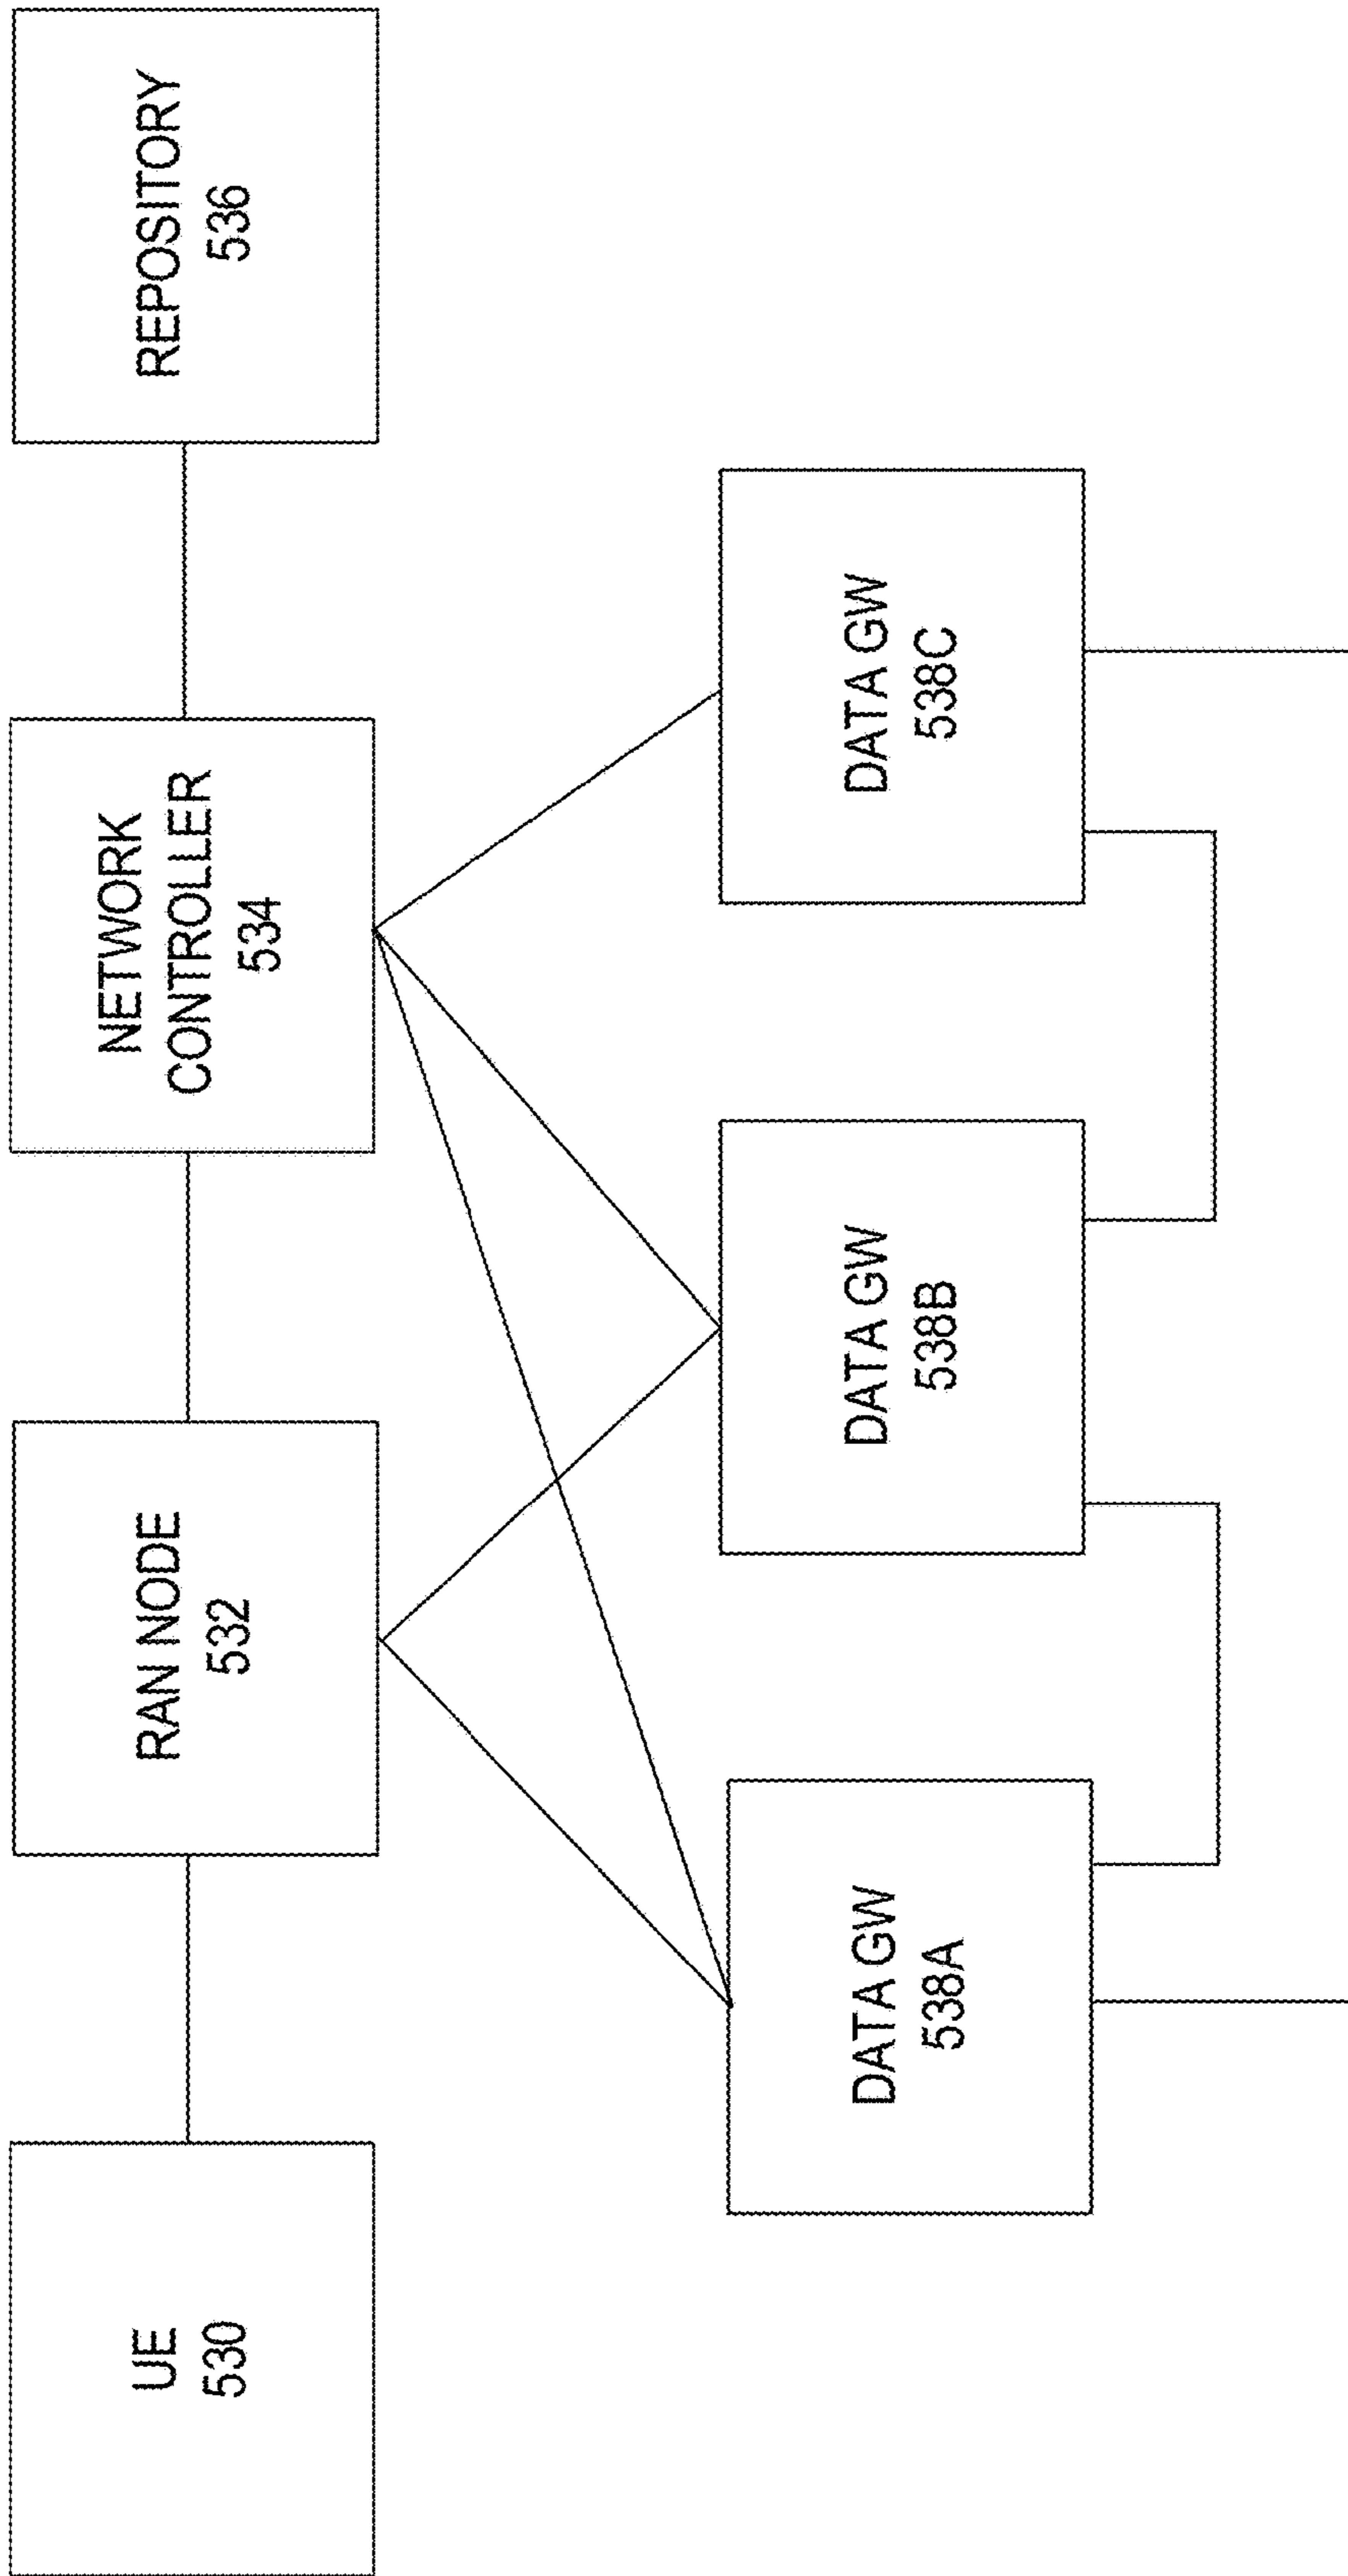 UE
530
RAN NODE
532
NETWORK
CONTROLLER
534
REPOSITORY
536
DATA GW
538A
DATA GW
538B
DATA GW
538C